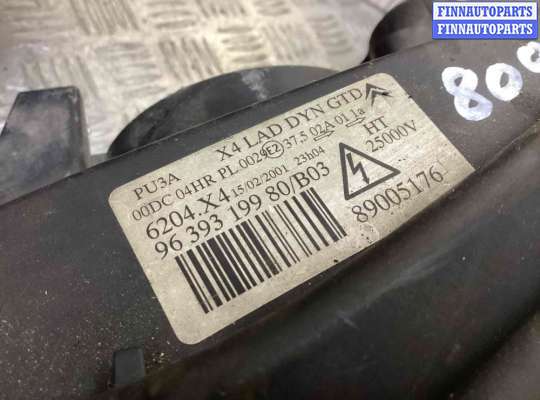 FINNAUTOPARTS
FINNAUTOPARTS
800
X4 LAD DYN GTD
PU3A
00DC 04HR PL.0029 E2 37,5 02A 01 1a
6204.X4 15/02/2001 23h04
HT
25000V
96 393 199 80/B03
89005176